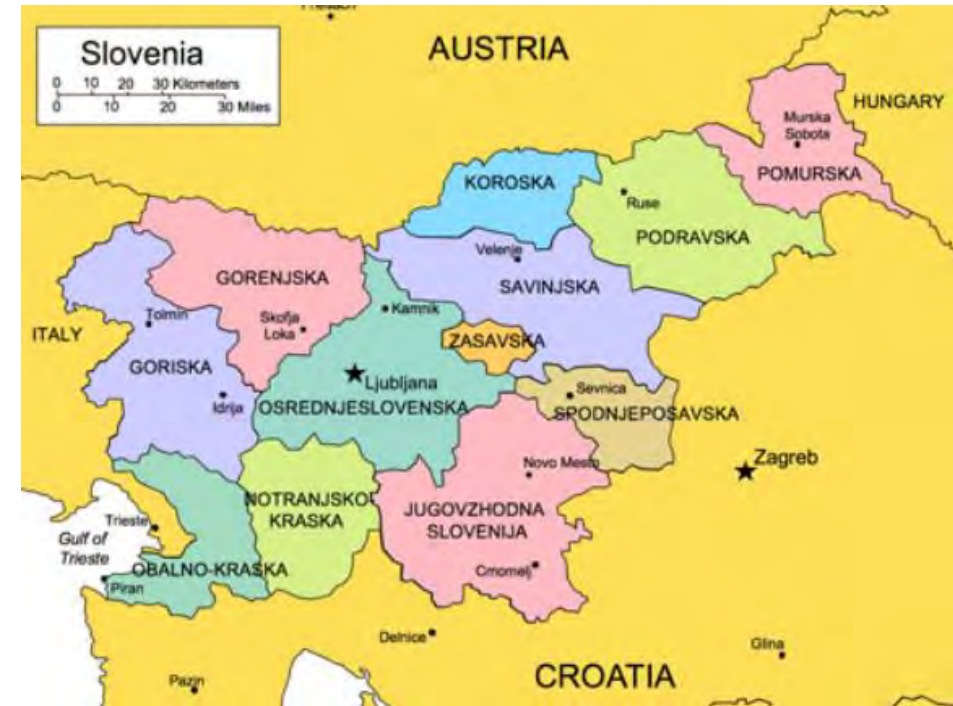 Slovenia
0 10 20 30 Kilometers
0 10 20 30 Miles
AUSTRIA
HUNGARY
Murska
Sobota
POMURSKA
KOROSKA
Ruse
PODRAVSKA
Velenje
SAVINJSKA
GORENJSKA
Skofja
Loka
Kamnik
ITALY
Tolmin
ZASAVSKA
GORISKA
Ljubljana
Idrija
OSREDNJESLOVENSKA
Sevnica
SPODNJEPOSAVSKA
Zagreb
Novo Mesto
NOTRANJSKO-
KRASKA
JUGOVZHODNA
SLOVENIJA
Trieste
Gulf of
Trieste
OBALNO-KRASKA
Crnomelj
Piran
Delnice
Glina
CROATIA
Pazin